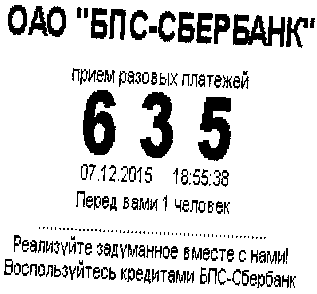 ОАО "БПС-СБЕРБАНК"
прием разовых платежей
635
07.12.2015 18:55:38
Перед вами 1 человек
Реализуйте задуманное вместе с нами!
Воспользуйтесь кредитами БПС-Сбербанк